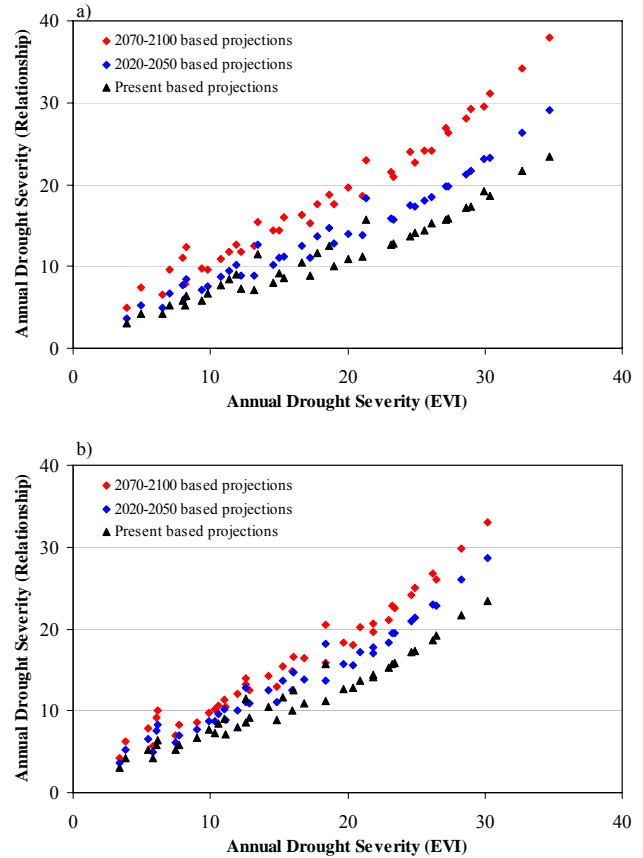 a)
40
30
20
10
0
Annual Drought Severity (Relationship)
2070-2100 based projections
2020-2050 based projections
Present based projections
0 10 20 30 40
Annual Drought Severity (EVI)
b)
40
30
20
10
0
Annual Drought Severity (Relationship)
2070-2100 based projections
2020-2050 based projections
Present based projections
0 10 20 30 40
Annual Drought Severity (EVI)